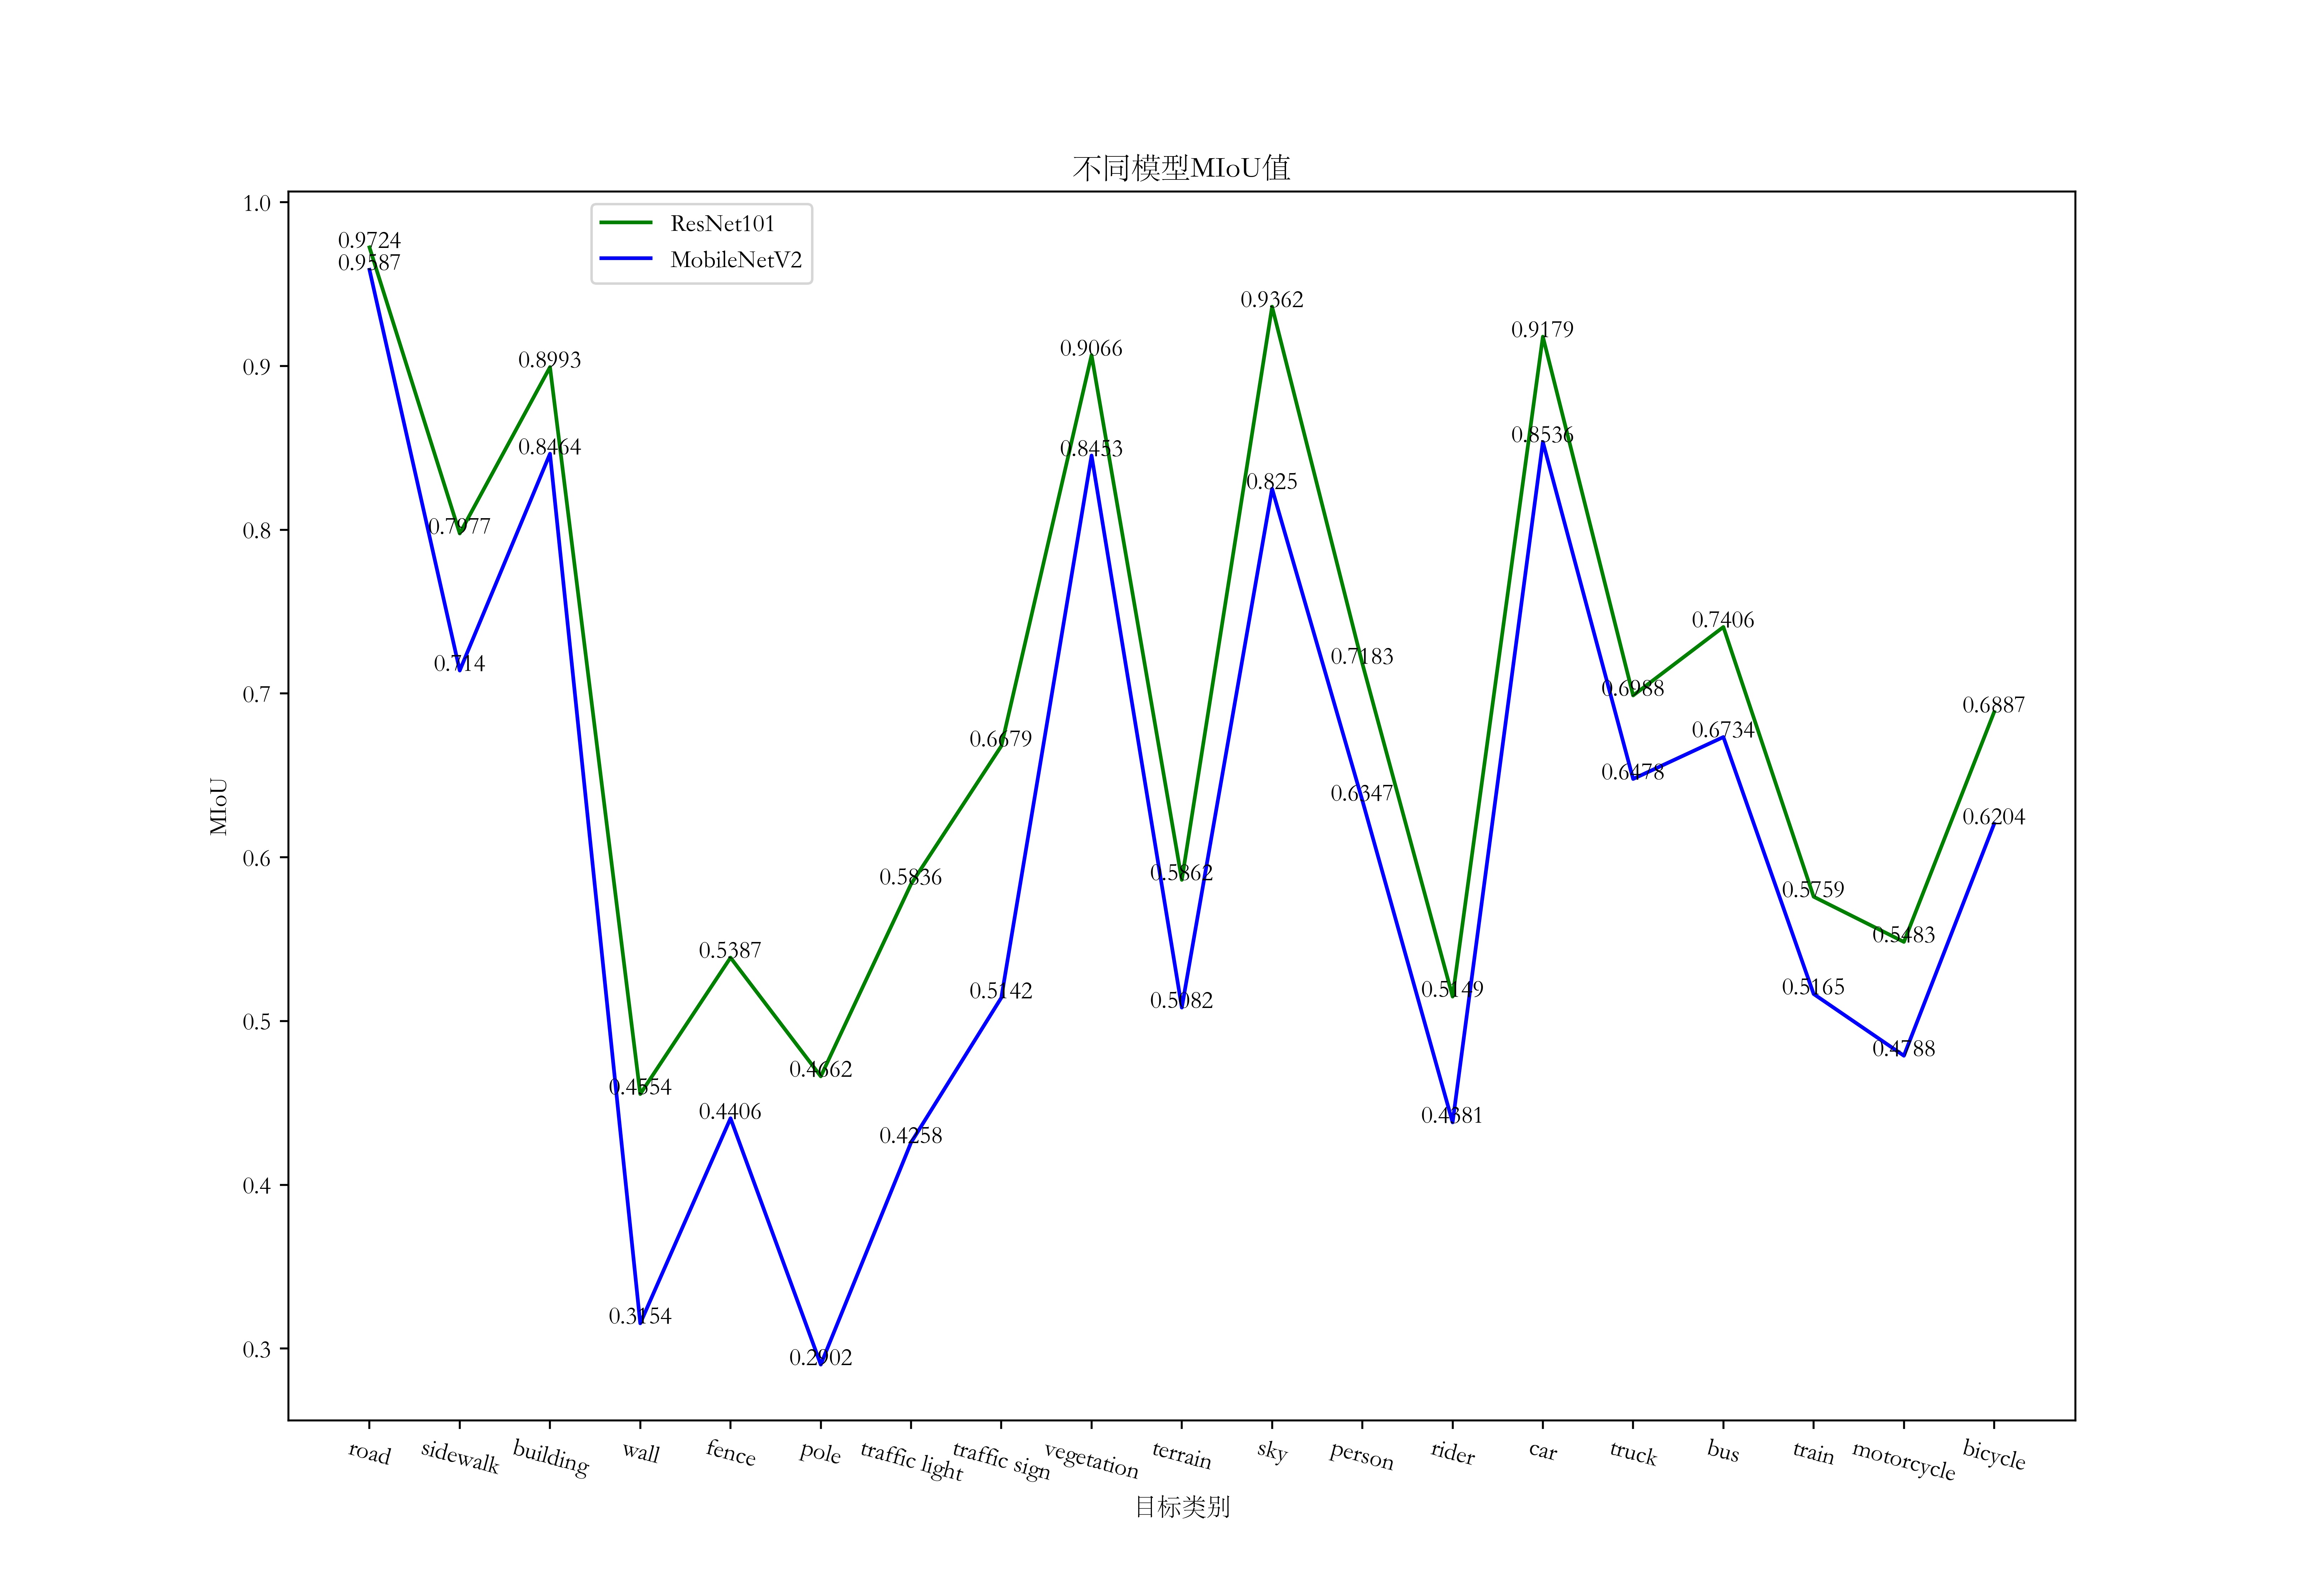 不同模型MIoU值
ResNet101
MobileNetV2
1.0
0.9
0.8
0.7
0.6
0.5
0.4
0.3
MIoU
0.9724
0.9587
0.7977
0.714
0.8993
0.8464
0.4554
0.3154
0.5387
0.4406
0.4662
0.2902
0.5836
0.4258
0.6679
0.5142
0.9066
0.8453
0.5862
0.5082
0.9362
0.825
0.7183
0.6347
0.5149
0.4381
0.9179
0.8536
0.6988
0.6478
0.7406
0.6734
0.5759
0.5165
0.5483
0.4788
0.6887
0.6204
road
sidewalk
building
wall
fence
pole
traffic light
traffic sign
vegetation
terrain
sky
person
rider
car
truck
bus
train
motorcycle
bicycle
目标类别